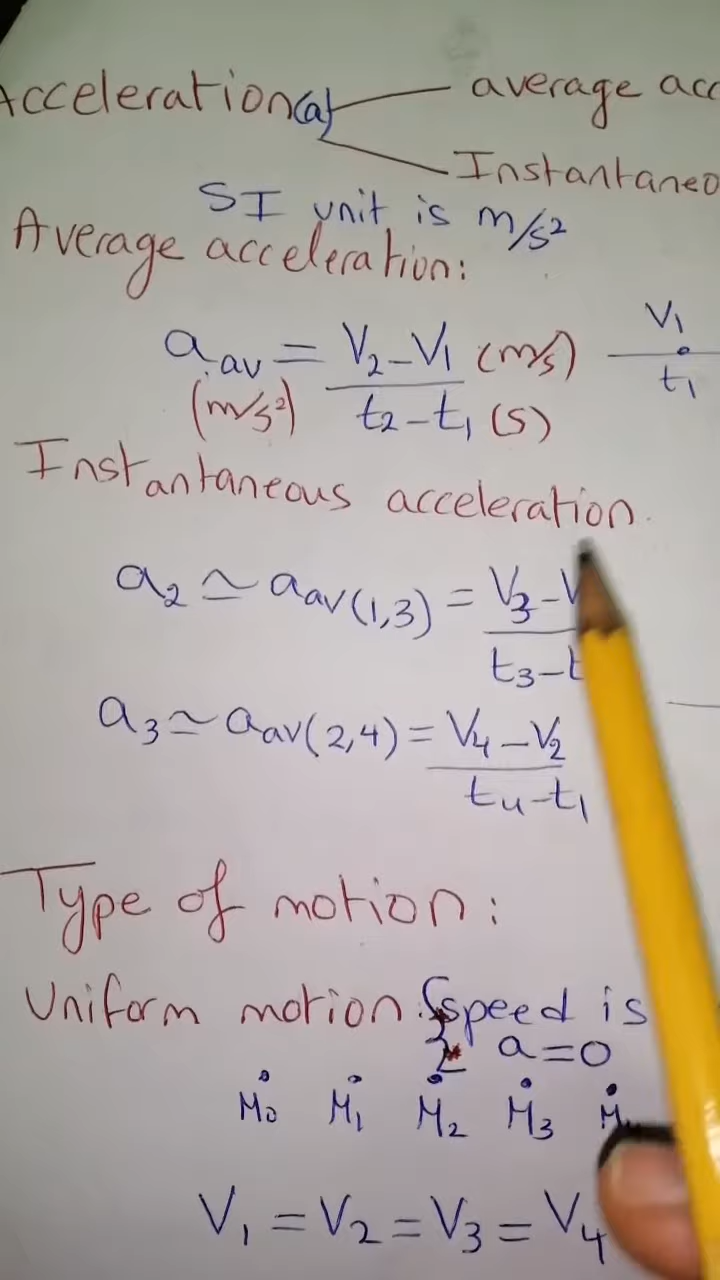 Acceleration(a) average acc
Instantaneo
SI unit is m/s²
Average acceleration:
a_av = (V₂ - V₁)/(t₂ - t₁) (m/s) (s) (m/s²)
V₁
t₁
Instantaneous acceleration.
a₂ ≃ a_av(1,3) = (V₃ - V)/(t₃ - t)
a₃ ≃ a_av(2,4) = (V₄ - V₂)/(t₄ - t₁)
Type of motion:
Uniform motion: speed is
a = 0
M₀ M₁ M₂ M₃ M
V₁ = V₂ = V₃ = V₄